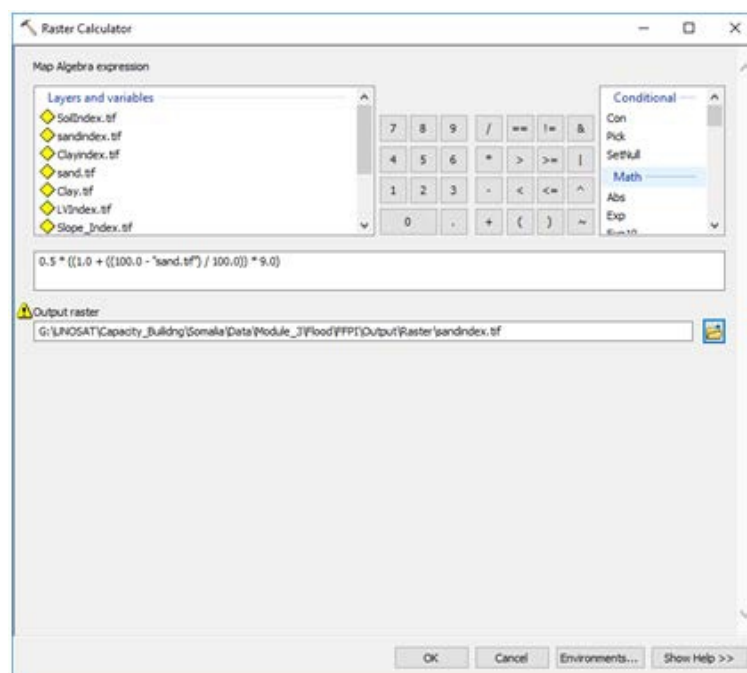 Raster Calculator
Map Algebra expression
Layers and variables
SoilIndex.tif
sandindex.tif
Clayindex.tif
sand.tif
Clay.tif
LVIndex.tif
Slope_Index.tif
7 8 9 / == != &
4 5 6 * > >= |
1 2 3 - < <= ^
0 . + ( ) ~
Conditional
Con
Pick
SetNull
Math
Abs
Exp
Exp10
0.5 * ((1.0 + ((100.0 - "sand.tif") / 100.0)) * 9.0)
Output raster
G:\UNOSAT\Capacity_Buildng\Somalia\Data\Module_3\Flood\FFPI\Output\Raster\sandindex.tif
OK Cancel Environments... Show Help >>